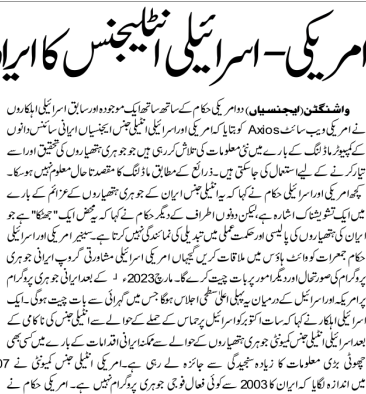 امریکی-اسرائیلی انٹیلیجنس کا ایرا
واشنگٹن (ایجنسیاں) دو امریکی حکام کے ساتھ ساتھ ایک موجودہ اور سابق اسرائیلی اہلکاروں
نے امریکی ویب سائٹ Axios کو بتایا کہ امریکی اور اسرائیلی انٹیلی جنس ایجنسیاں ایرانی سائنس دانوں
کے کمپیوٹر ماڈلنگ کے بارے میں نئی معلومات کی تلاش کر رہی ہیں جو جوہری ہتھیاروں کی تحقیق اور اسے
تیار کرنے کے لیے استعمال کی جا سکتی ہیں۔ ذرائع کے مطابق ماڈلنگ کا مقصد تا حال معلوم نہیں ہو سکا۔
کچھ امریکی اور اسرائیلی حکام نے کہا کہ یہ انٹیلی جنس ایران کے جوہری ہتھیاروں کے عزائم کے بارے
میں ایک تشویشناک اشارہ ہے، لیکن دونوں اطراف کے دیگر حکام نے کہا کہ یہ محض ایک "جھٹکا" ہے جو
ایران کی ہتھیاروں کی پالیسی اور حکمت عملی میں تبدیلی کی نمائندگی نہیں کرتا ہے۔ سینیئر امریکی اور اسرائیلی
حکام جمعرات کو وائٹ ہاؤس میں ملاقات کریں گے جہاں امریکی اسرائیلی مشاورتی گروپ ایرانی جوہری
پروگرام کی صورتحال اور دیگر امور پر بات چیت کرے گا۔ مارچ 2023ء کے بعد ایرانی جوہری پروگرام
پر امریکہ اور اسرائیل کے درمیان یہ پہلی اعلیٰ سطحی اجلاس ہوگا جس میں گہرائی سے بات چیت ہوگی۔ ایک
اسرائیلی اہلکار نے کہا کہ سات اکتوبر کو اسرائیل پر حماس کے حملے کے حوالے سے انٹیلی جنس کی ناکامی کے
بعد اسرائیلی انٹیلی جنس کمیونٹی جوہری ہتھیاروں کے حوالے سے ممکنہ ایرانی اقدامات کے بارے میں کسی بھی
چھوٹی بڑی معلومات کا زیادہ سنجیدگی سے جائزہ لے رہی ہے۔ امریکی انٹیلی جنس کمیونٹی نے 07
میں اندازہ لگایا کہ ایران کا 2003 سے کوئی فعال فوجی جوہری پروگرام نہیں ہے۔ امریکی حکام نے